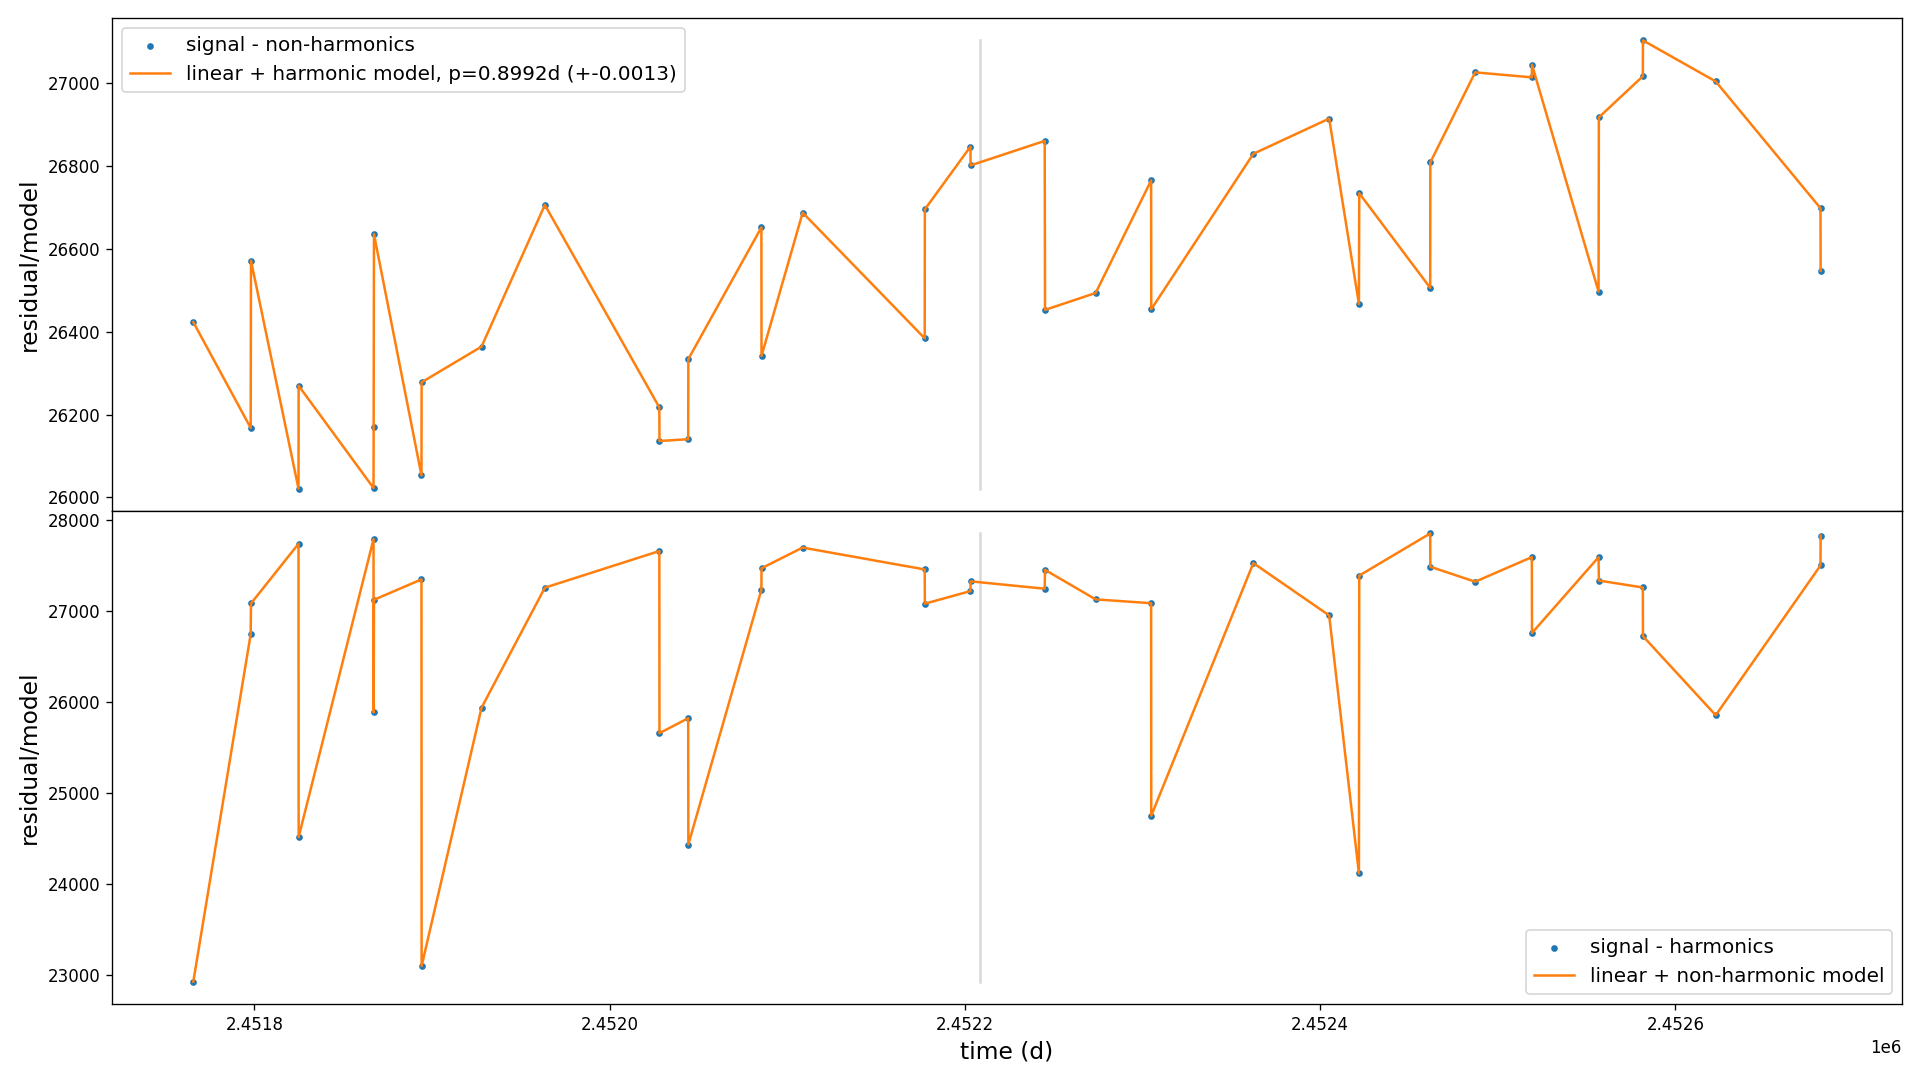 signal - non-harmonics
linear + harmonic model, p=0.8992d (+-0.0013)
27000
26800
26600
26400
26200
26000
residual/model
28000
27000
26000
25000
24000
23000
residual/model
signal - harmonics
linear + non-harmonic model
2.4518
2.4520
2.4522
2.4524
2.4526
time (d)
1e6